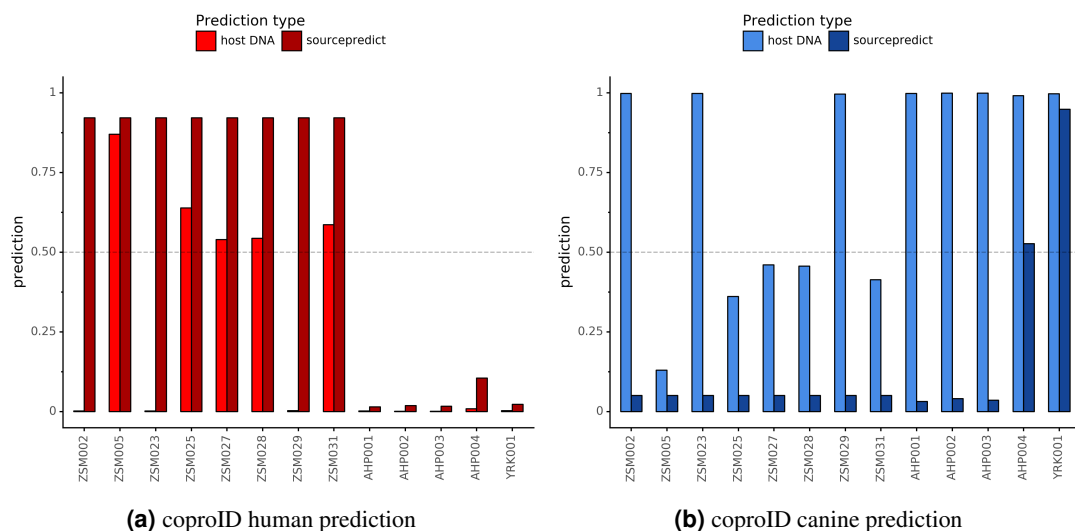 Prediction type
host DNA sourcepredict
prediction
1
0.75
0.50
0.25
0
ZSM002
ZSM005
ZSM023
ZSM025
ZSM027
ZSM028
ZSM029
ZSM031
AHP001
AHP002
AHP003
AHP004
YRK001
(a) coproID human prediction
Prediction type
host DNA sourcepredict
prediction
1
0.75
0.50
0.25
0
ZSM002
ZSM005
ZSM023
ZSM025
ZSM027
ZSM028
ZSM029
ZSM031
AHP001
AHP002
AHP003
AHP004
YRK001
(b) coproID canine prediction